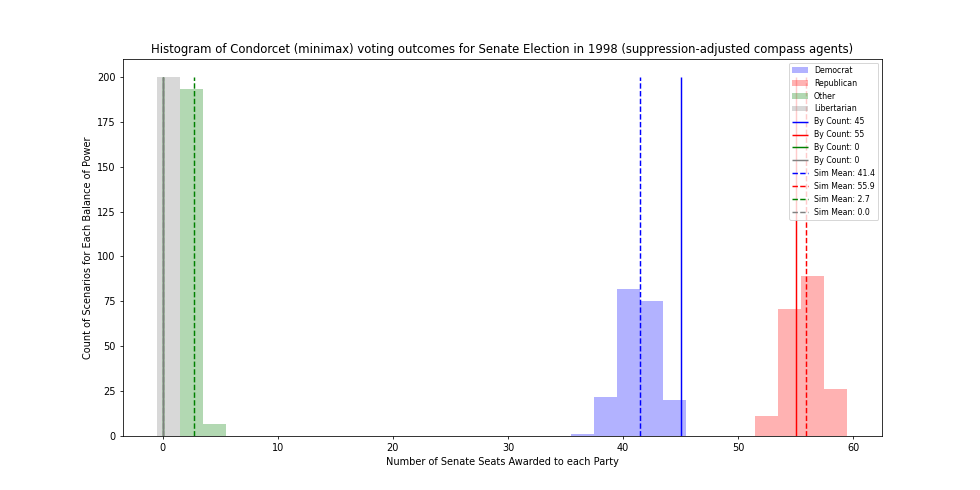 Histogram of Condorcet (minimax) voting outcomes for Senate Election in 1998 (suppression-adjusted compass agents)
Democrat
Republican
Other
Libertarian
By Count: 45
By Count: 55
By Count: 0
By Count: 0
Sim Mean: 41.4
Sim Mean: 55.9
Sim Mean: 2.7
Sim Mean: 0.0
Count of Scenarios for Each Balance of Power
200
175
150
125
100
75
50
25
0
0 10 20 30 40 50 60
Number of Senate Seats Awarded to each Party